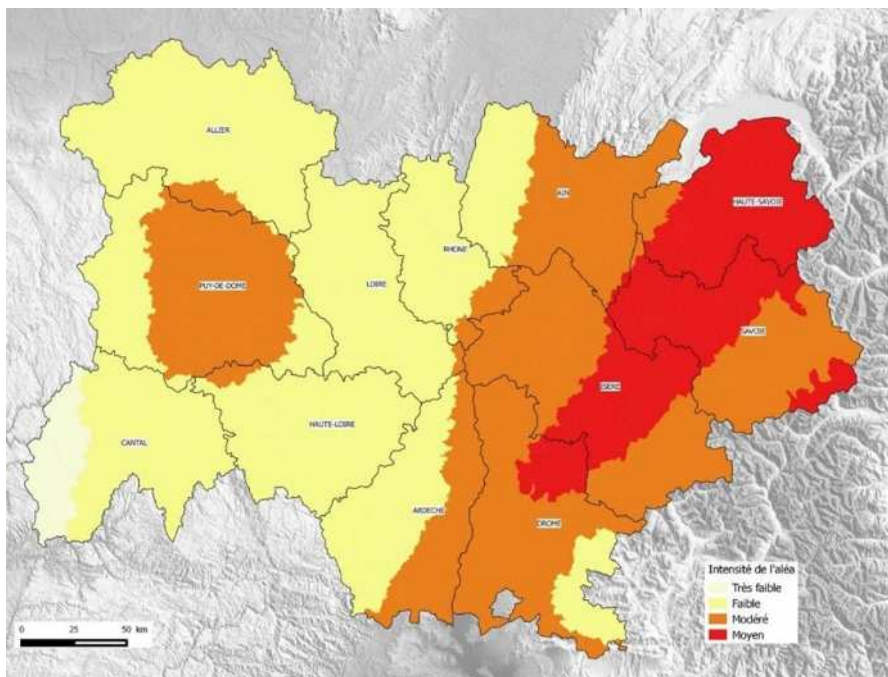 ALLIER
AIN
HAUTE-SAVOIE
RHONE
PUY-DE-DOME
LOIRE
SAVOIE
ISERE
HAUTE-LOIRE
CANTAL
ARDECHE
DROME
Intensité de l'aléa
Très faible
Faible
Modéré
Moyen
0 25 50 km